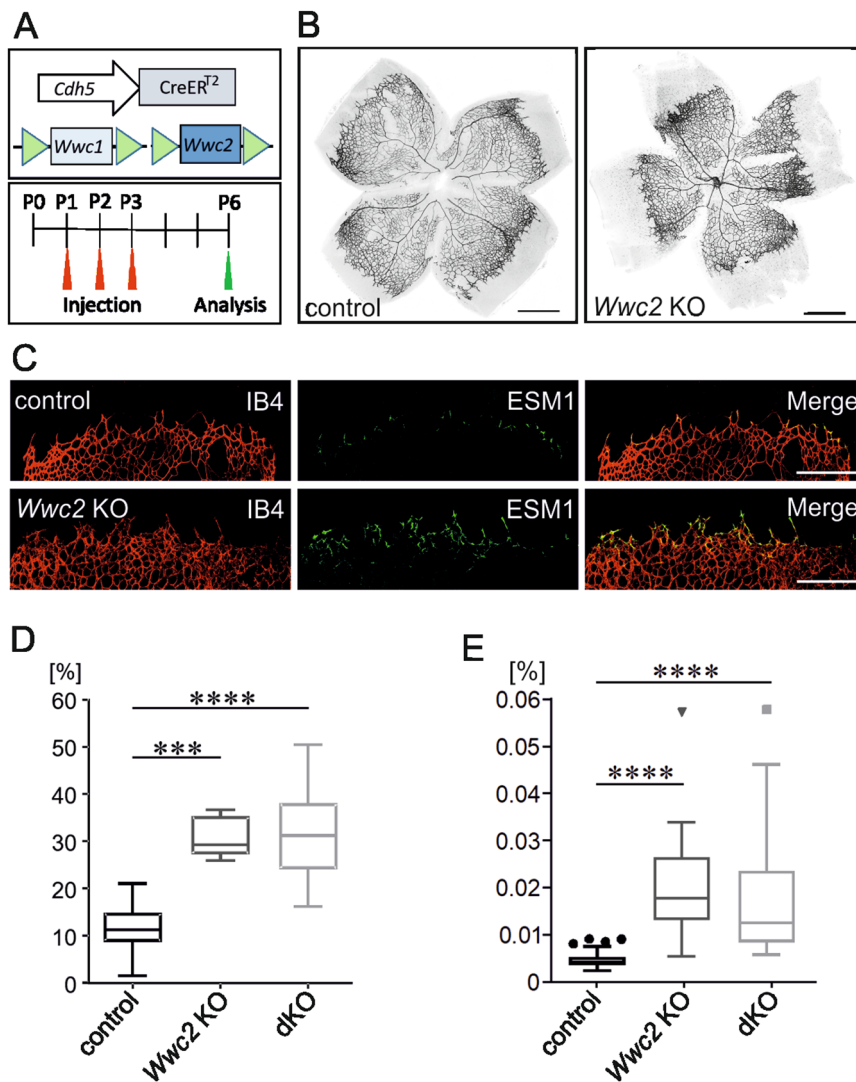 A
Cdh5
CreER^T2
Wwc1
Wwc2
P0 P1 P2 P3 P6
Injection Analysis
B
control
Wwc2 KO
C
control IB4 ESM1 Merge
Wwc2 KO IB4 ESM1 Merge
D
[%]
60
50
40
30
20
10
0
****
***
control
Wwc2 KO
dKO
E
[%]
0.06
0.05
0.04
0.03
0.02
0.01
0
****
****
control
Wwc2 KO
dKO